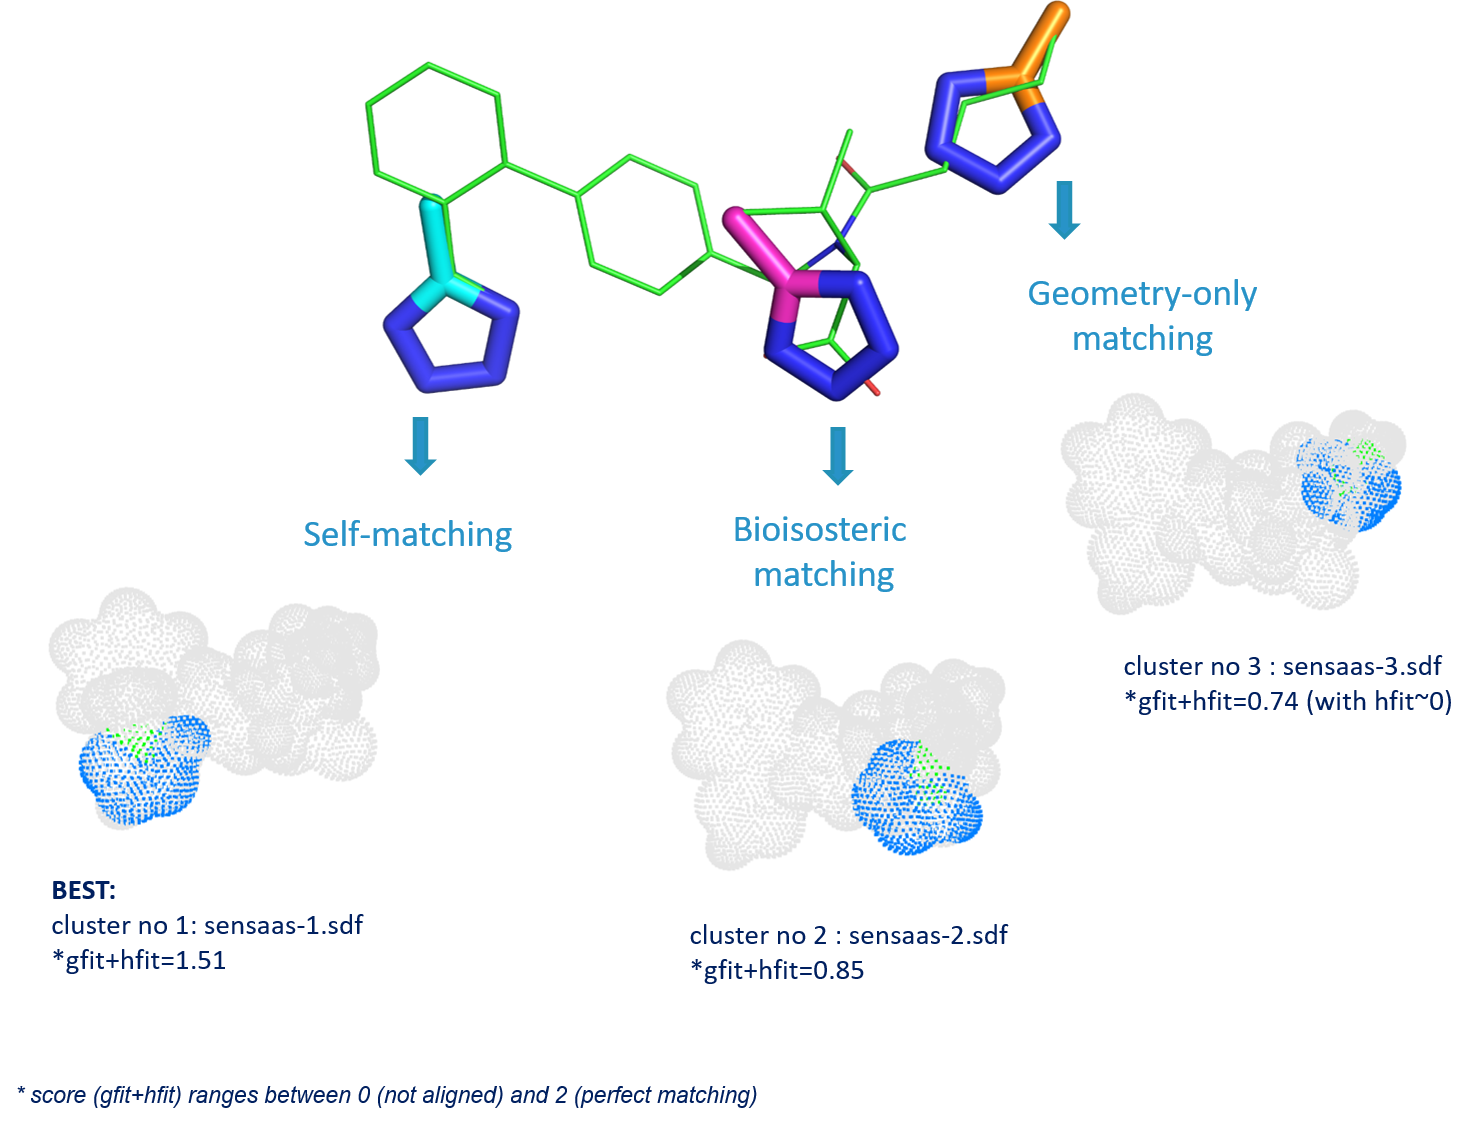 Geometry-only
matching
Self-matching
Bioisosteric
matching
cluster no 3 : sensaas-3.sdf
*gfit+hfit=0.74 (with hfit~0)
BEST:
cluster no 1: sensaas-1.sdf
*gfit+hfit=1.51
cluster no 2 : sensaas-2.sdf
*gfit+hfit=0.85
* score (gfit+hfit) ranges between 0 (not aligned) and 2 (perfect matching)